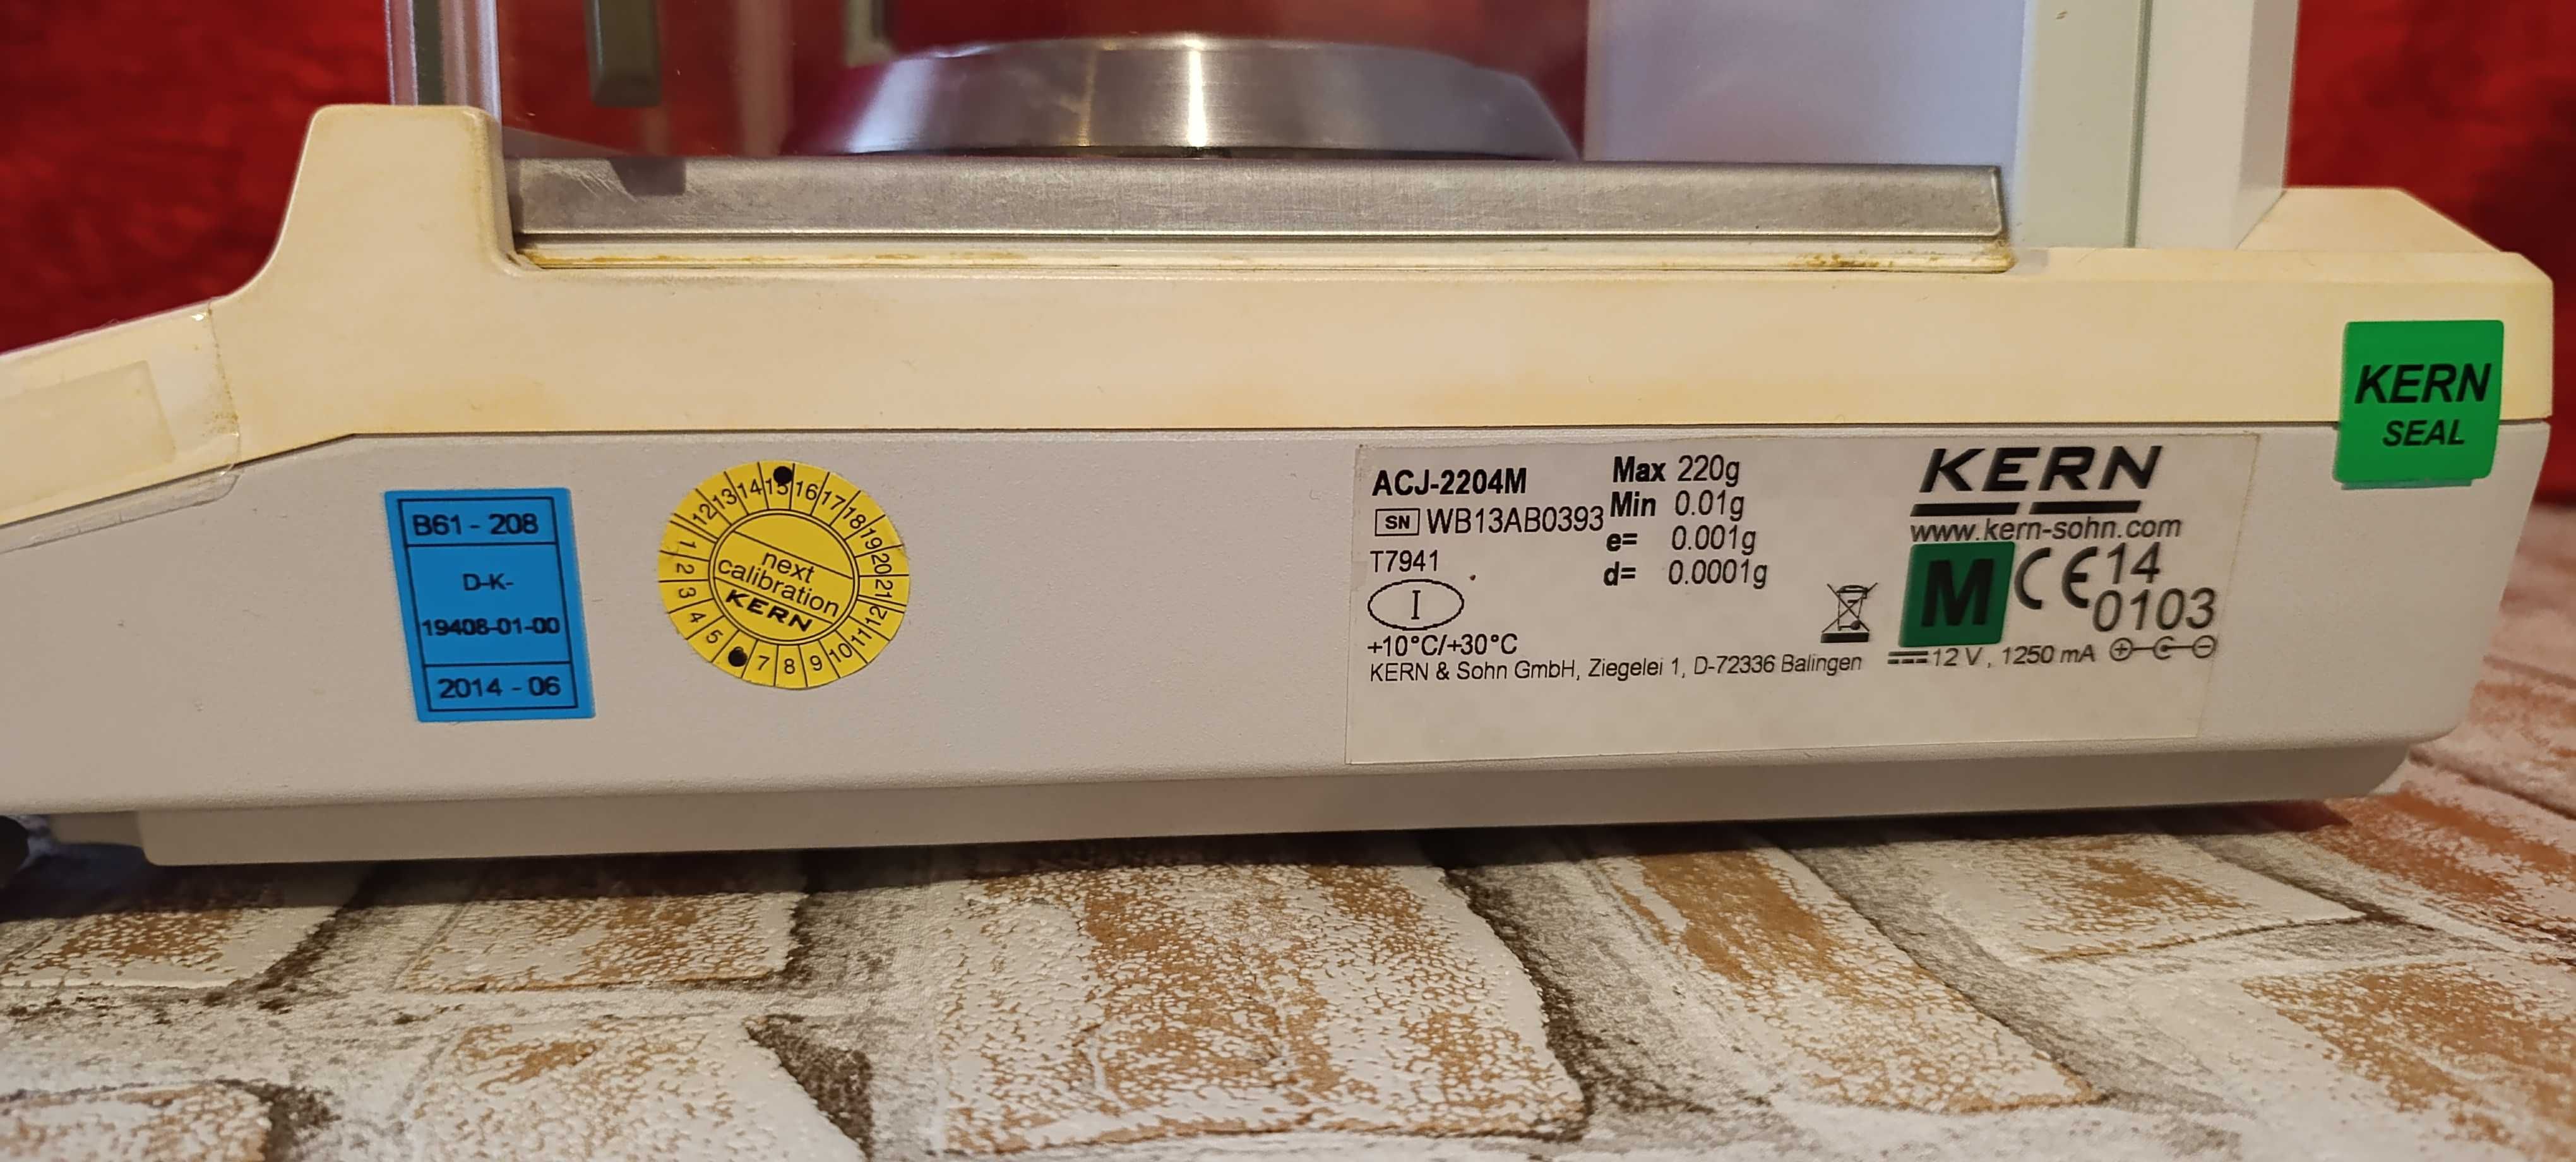 B61 - 208
D-K-
19408-01-00
2014 - 06
12 13 14 15 16 17 18 19 20 21
next
calibration
KERN
1 2 3 4 5 7 8 9 10 11 12
ACJ-2204M
SN WB13AB0393
T7941
I
+10°C/+30°C
KERN & Sohn GmbH, Ziegelei 1, D-72336 Balingen
Max 220g
Min 0.01g
e= 0.001g
d= 0.0001g
KERN
www.kern-sohn.com
M CE 14
0103
12 V , 1250 mA
KERN
SEAL